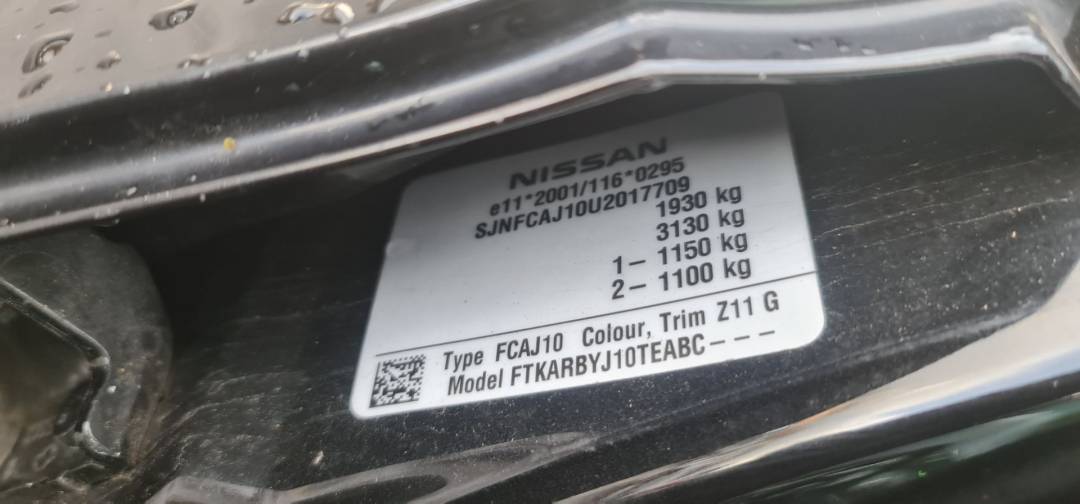 NISSAN
e11*2001/116*0295
SJNFCAJ10U2017709
1930 kg
3130 kg
1– 1150 kg
2– 1100 kg
Type FCAJ10 Colour, Trim Z11 G
Model FTKARBYJ10TEABC– – –